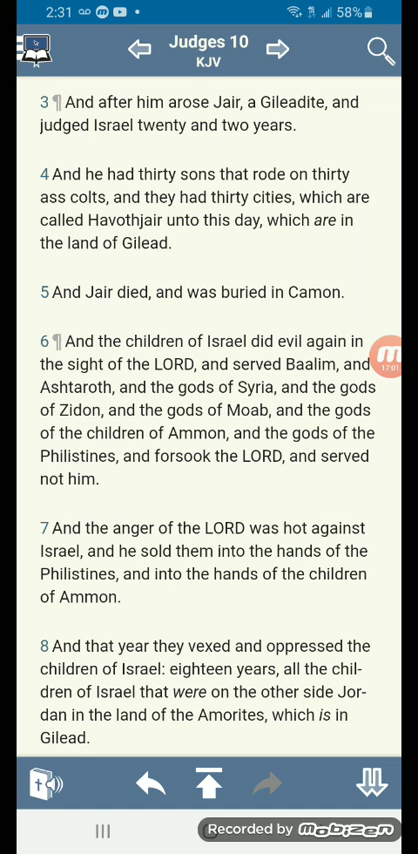 2:31 58%
Judges 10
KJV
3 ¶ And after him arose Jair, a Gileadite, and
judged Israel twenty and two years.
4 And he had thirty sons that rode on thirty
ass colts, and they had thirty cities, which are
called Havothjair unto this day, which are in
the land of Gilead.
5 And Jair died, and was buried in Camon.
6 ¶ And the children of Israel did evil again in
the sight of the LORD, and served Baalim, and
Ashtaroth, and the gods of Syria, and the gods
of Zidon, and the gods of Moab, and the gods
of the children of Ammon, and the gods of the
Philistines, and forsook the LORD, and served
not him.
17:01
7 And the anger of the LORD was hot against
Israel, and he sold them into the hands of the
Philistines, and into the hands of the children
of Ammon.
8 And that year they vexed and oppressed the
children of Israel: eighteen years, all the chil-
dren of Israel that were on the other side Jor-
dan in the land of the Amorites, which is in
Gilead.
Recorded by Mobizen